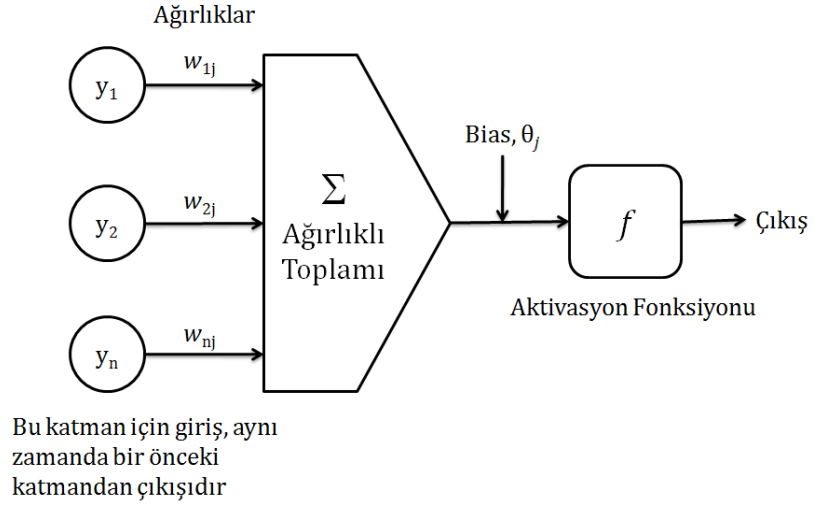 Ağırlıklar
w1j
y1
Bias, θj
w2j
y2
Σ
Ağırlıklı
Toplamı
f
Çıkış
Aktivasyon Fonksiyonu
wnj
yn
Bu katman için giriş, aynı
zamanda bir önceki
katmandan çıkışıdır